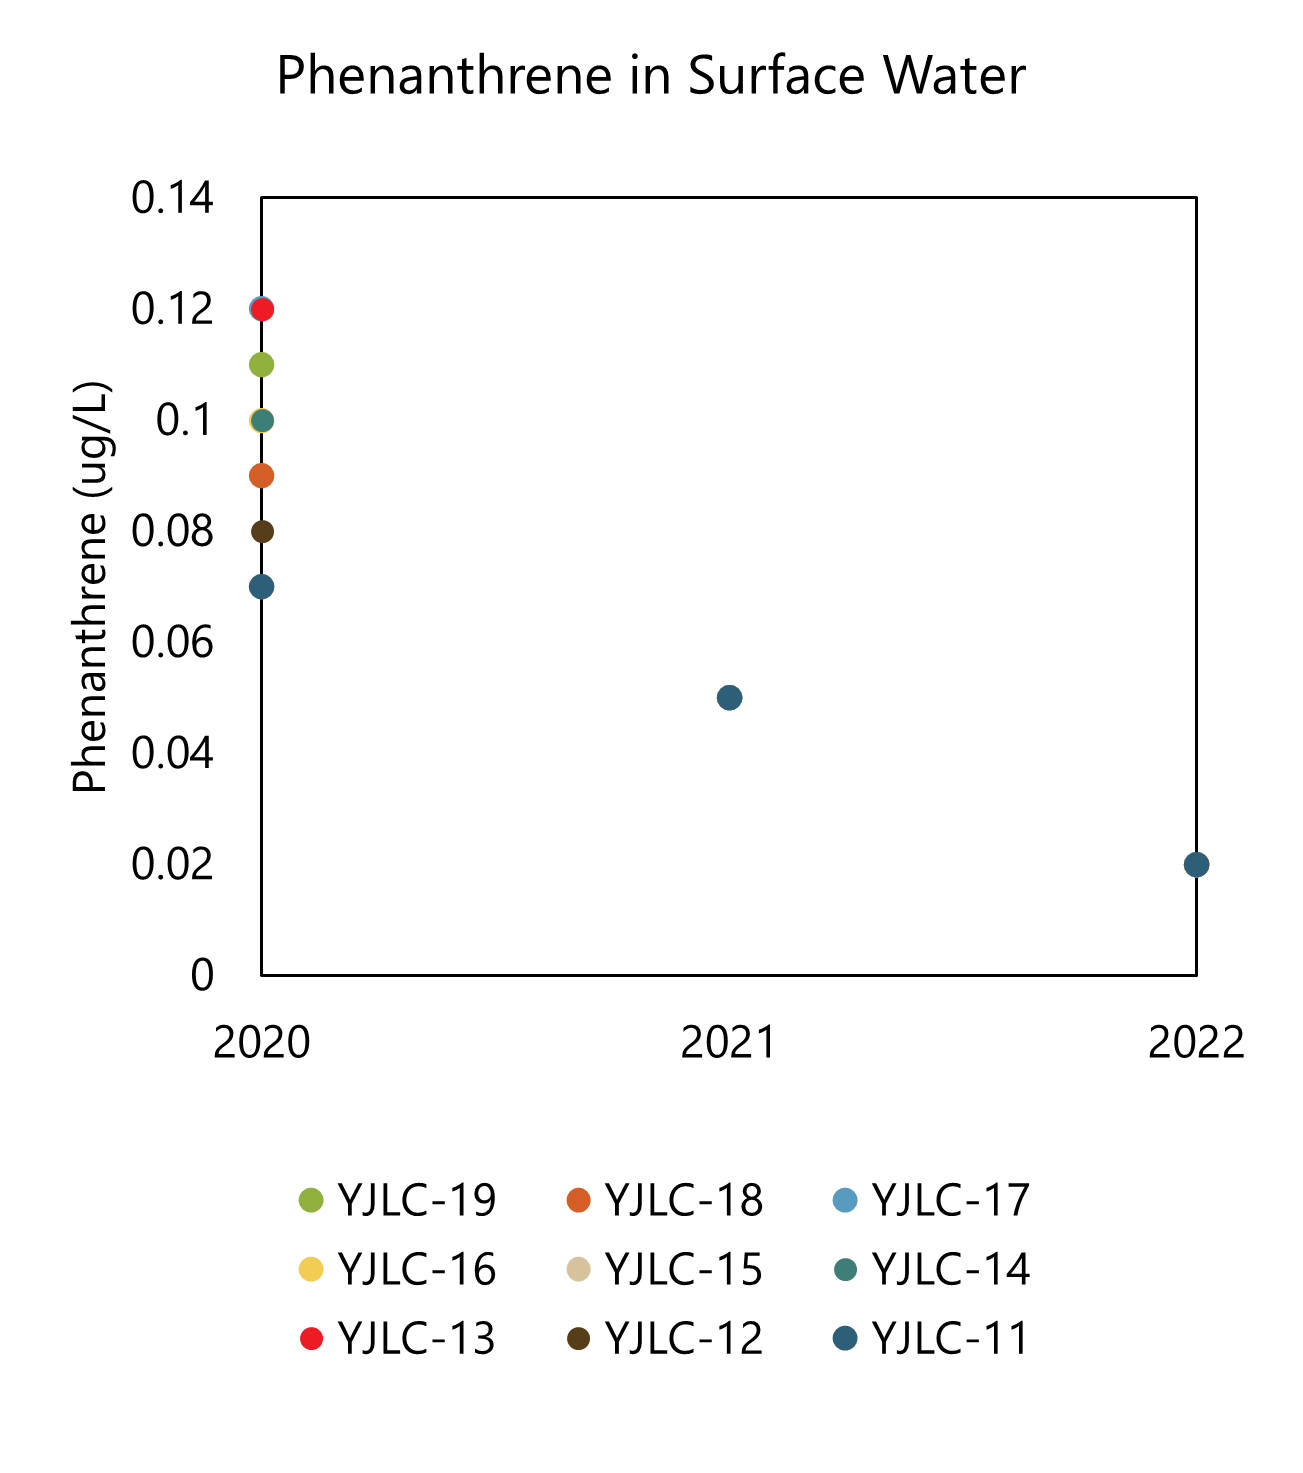 Phenanthrene in Surface Water
0.14
0.12
0.1
0.08
0.06
0.04
0.02
0
Phenanthrene (ug/L)
2020 2021 2022
YJLC-19 YJLC-18 YJLC-17
YJLC-16 YJLC-15 YJLC-14
YJLC-13 YJLC-12 YJLC-11